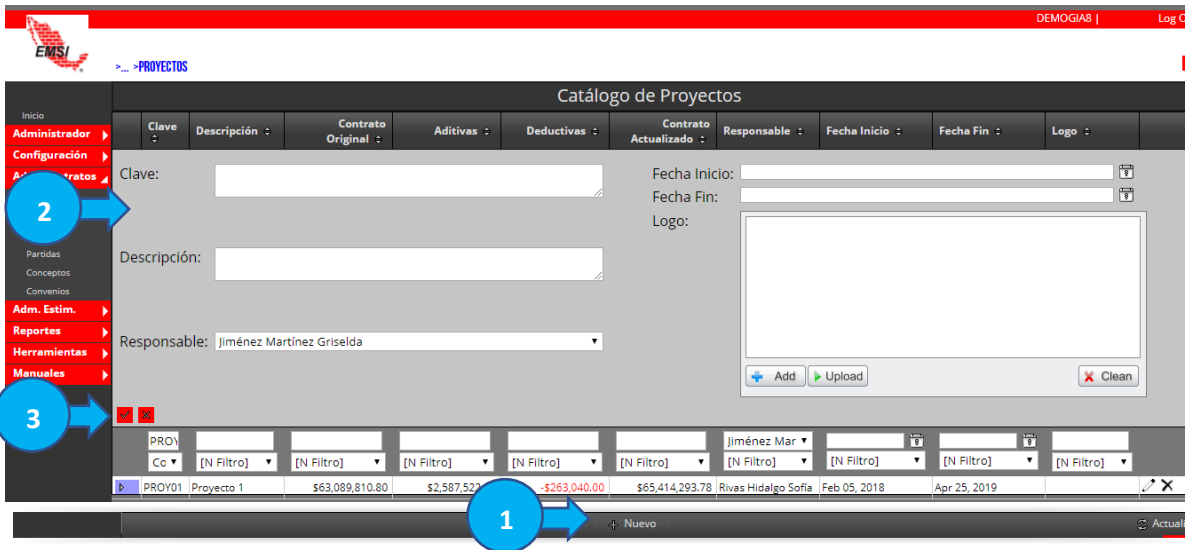 DEMOGIA8 |
EMSI
>... >PROYECTOS
Catálogo de Proyectos
Inicio
Administrador
Configuración
Clave Descripción Contrato Original Aditivas Deductivas Contrato Actualizado Responsable Fecha Inicio Fecha Fin Logo
Clave:
Fecha Inicio:
Fecha Fin:
Logo:
2
Partidas
Conceptos
Convenios
Descripción:
Adm. Estim.
Reportes
Herramientas
Manuales
Responsable: Jiménez Martínez Griselda
Add Upload Clean
3
PROY Jiménez Mar
Co [N Filtro] [N Filtro] [N Filtro] [N Filtro] [N Filtro] [N Filtro] [N Filtro] [N Filtro] [N Filtro]
PROY01 Proyecto 1 $63,089,810.80 -$263,040.00 $65,414,293.78 Rivas Hidalgo Sofía Feb 05, 2018 Apr 25, 2019
1
Nuevo